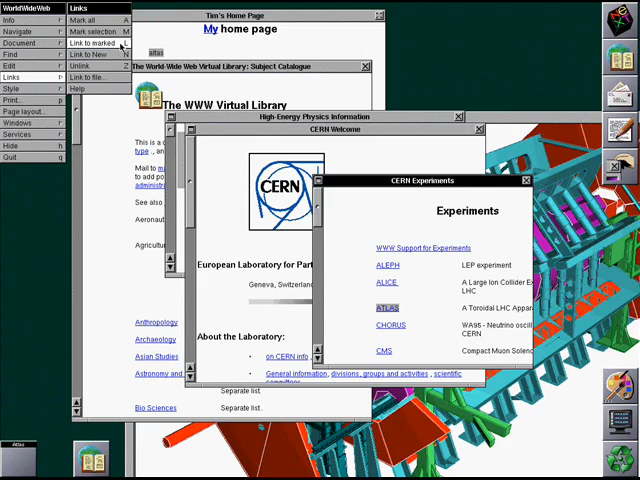 WorldWideWeb
Info
Navigate
Document
Find
Edit
Links
Style
Print... p
Page layout...
Windows
Services
Hide h
Quit q
Links
Mark all A
Mark selection M
Link to marked L
Link to New N
Unlink Z
Link to file...
Help
Tim's Home Page
My home page
atlas
The World-Wide Web Virtual Library: Subject Catalogue
The WWW Virtual Library
This is a
type ., an
Mail to
to add po
administr
See also
Aeronaut
Agricultu
Anthropology
Archaeology
Asian Studies
Astronomy and
Separate list.
Bio Sciences Separate list .
High-Energy Physics Information
CERN Welcome
CERN
European Laboratory for Part
Geneva, Switzerland
About the Laboratory:
• on CERN info
• General information, divisions, groups and activities , scientific
committees
CERN Experiments
Experiments
WWW Support for Experiments
ALEPH LEP experiment
ALICE A Large Ion Collider E
LHC
ATLAS A Toroidal LHC Appar
CHORUS WA95 - Neutrino oscill
CERN
CMS Compact Muon Soleno
Atlas